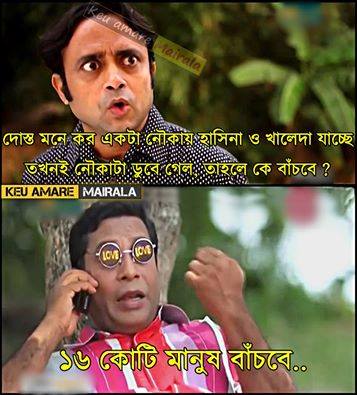 Keu amare Mairala
দোস্ত মনে কর একটা নৌকায় হাসিনা ও খালেদা যাচ্ছে
তখনই নৌকাটা ডুবে গেল, তাহলে কে বাঁচবে ?
KEU AMARE MAIRALA
LOVE LOVE
১৬ কোটি মানুষ বাঁচবে..